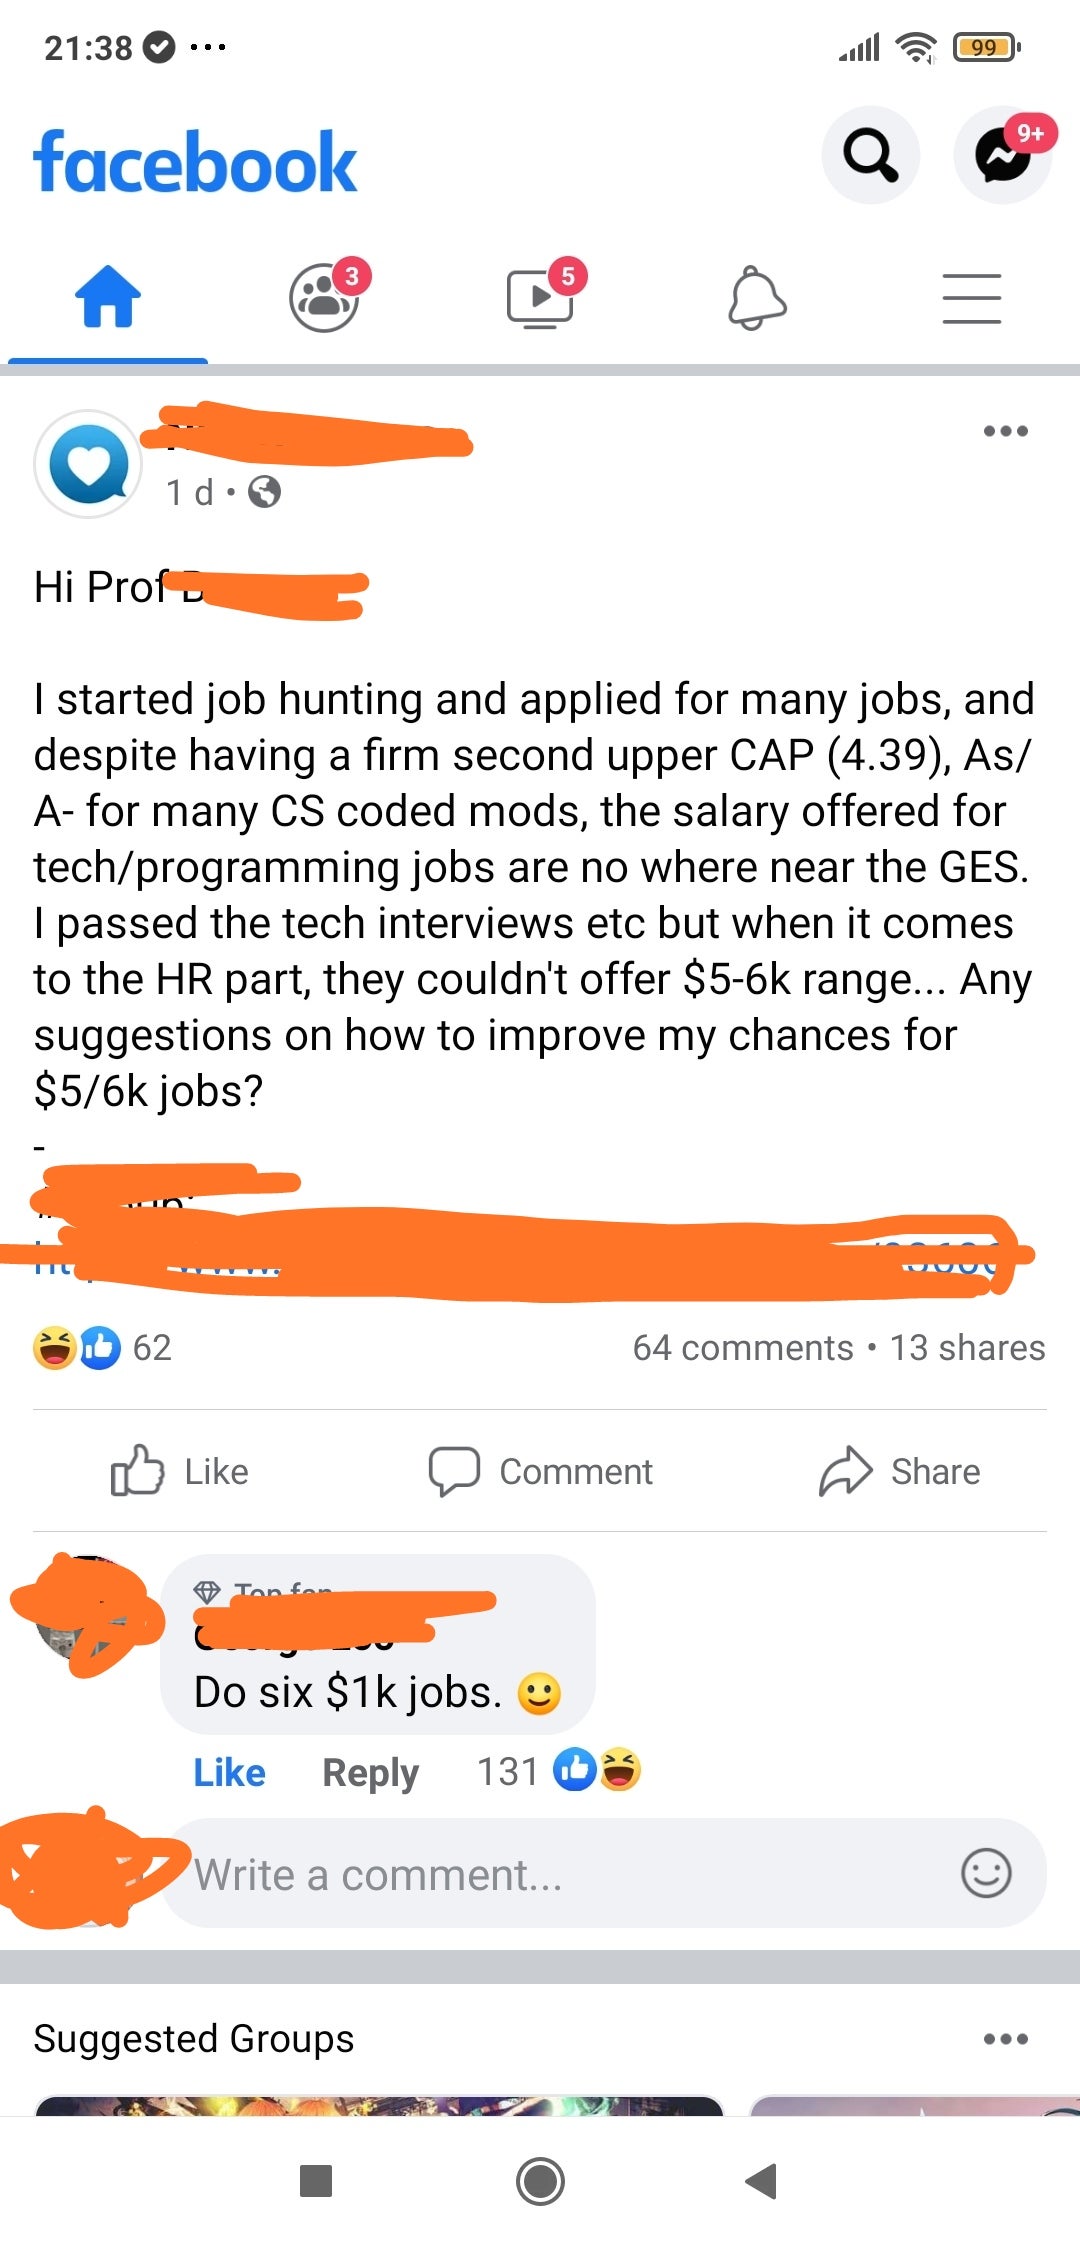 21:38
99
facebook
9+
3
5
1 d
Hi Prof
I started job hunting and applied for many jobs, and
despite having a firm second upper CAP (4.39), As/
A- for many CS coded mods, the salary offered for
tech/programming jobs are no where near the GES.
I passed the tech interviews etc but when it comes
to the HR part, they couldn't offer $5-6k range... Any
suggestions on how to improve my chances for
$5/6k jobs?
-
62
64 comments • 13 shares
Like
Comment
Share
Top fan
Do six $1k jobs. 🙂
Like Reply 131
Write a comment...
Suggested Groups